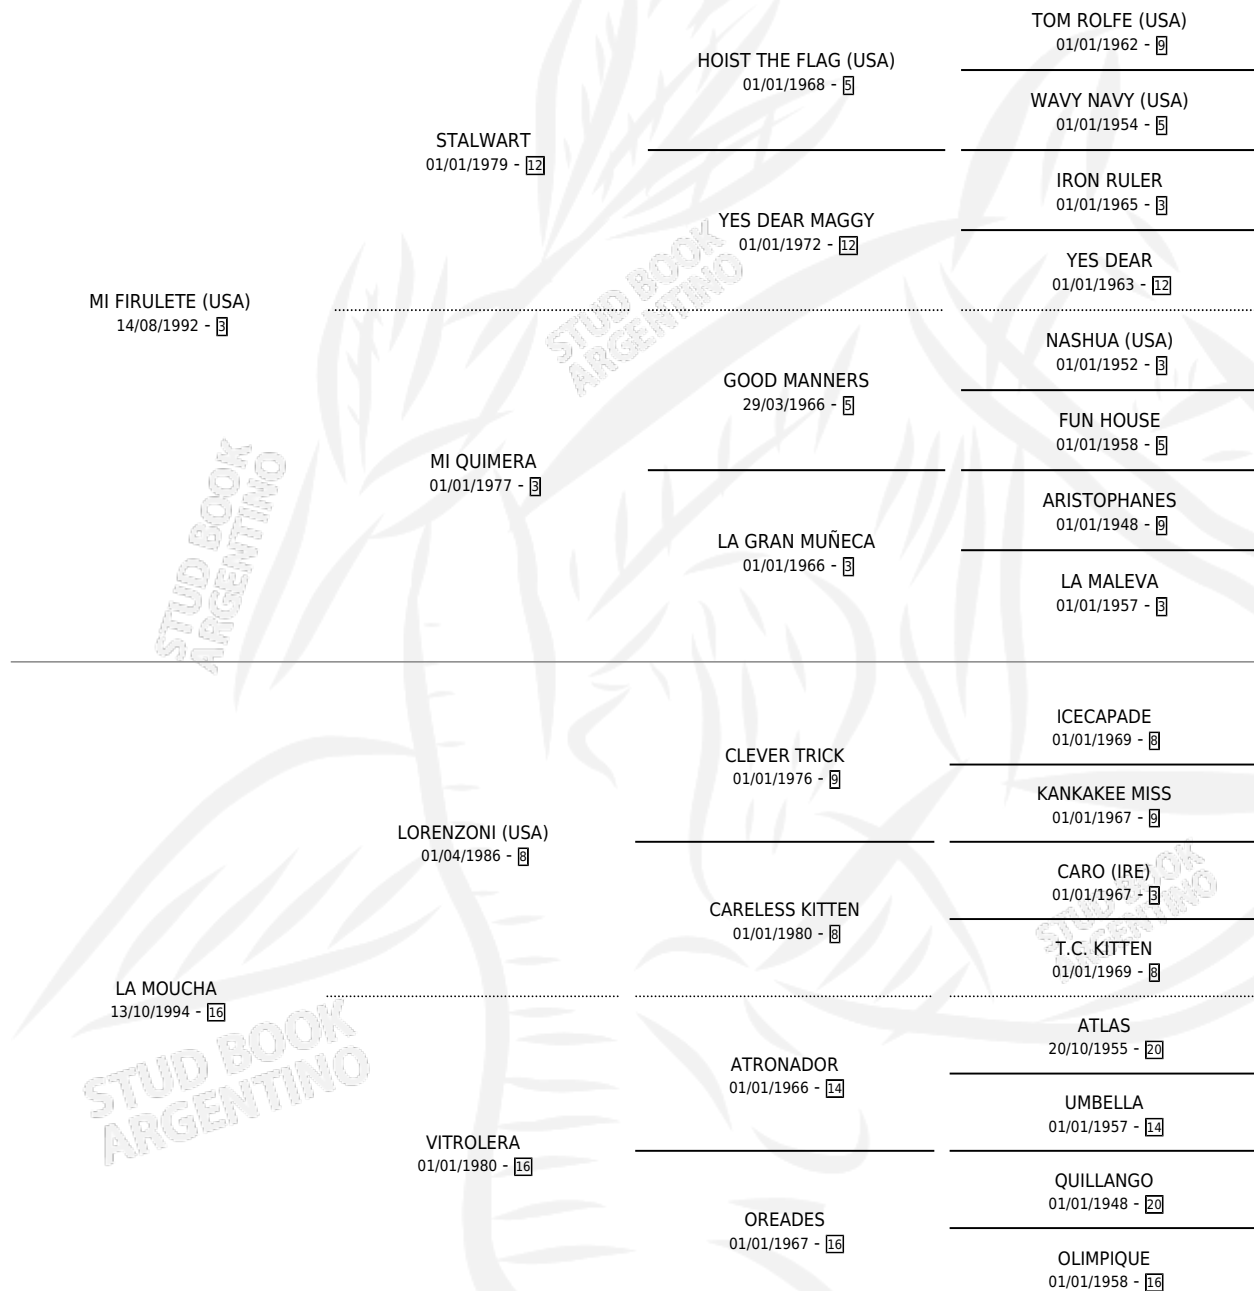 TOM ROLFE (USA)
01/01/1962 - 9
HOIST THE FLAG (USA)
01/01/1968 - 5
WAVY NAVY (USA)
01/01/1954 - 5
STALWART
01/01/1979 - 12
IRON RULER
01/01/1965 - 3
YES DEAR MAGGY
01/01/1972 - 12
YES DEAR
01/01/1963 - 12
MI FIRULETE (USA)
14/08/1992 - 3
NASHUA (USA)
01/01/1952 - 3
GOOD MANNERS
29/03/1966 - 5
FUN HOUSE
01/01/1958 - 5
MI QUIMERA
01/01/1977 - 3
ARISTOPHANES
01/01/1948 - 9
LA GRAN MUÑECA
01/01/1966 - 3
LA MALEVA
01/01/1957 - 3
ICECAPADE
01/01/1969 - 8
CLEVER TRICK
01/01/1976 - 9
KANKAKEE MISS
01/01/1967 - 9
LORENZONI (USA)
01/04/1986 - 8
CARO (IRE)
01/01/1967 - 3
CARELESS KITTEN
01/01/1980 - 8
T.C. KITTEN
01/01/1969 - 8
LA MOUCHA
13/10/1994 - 16
ATLAS
20/10/1955 - 20
ATRONADOR
01/01/1966 - 14
UMBELLA
01/01/1957 - 14
VITROLERA
01/01/1980 - 16
QUILLANGO
01/01/1948 - 20
OREADES
01/01/1967 - 16
OLIMPIQUE
01/01/1958 - 16
STUD BOOK
ARGENTINO
STUD BOOK
ARGENTINO
STUD BOOK
ARGENTINO
STUD BOOK
ARGENTINO